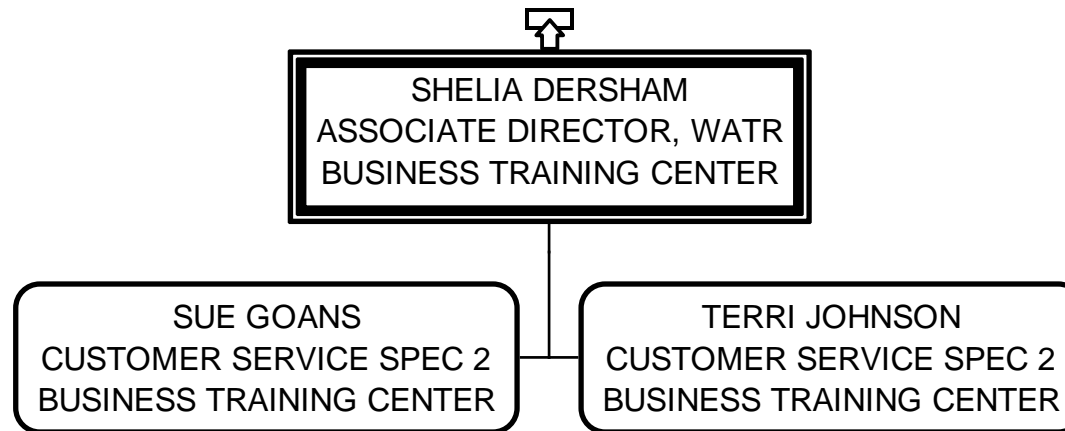 SHELIA DERSHAM
ASSOCIATE DIRECTOR, WATR
BUSINESS TRAINING CENTER
SUE GOANS
CUSTOMER SERVICE SPEC 2
BUSINESS TRAINING CENTER
TERRI JOHNSON
CUSTOMER SERVICE SPEC 2
BUSINESS TRAINING CENTER